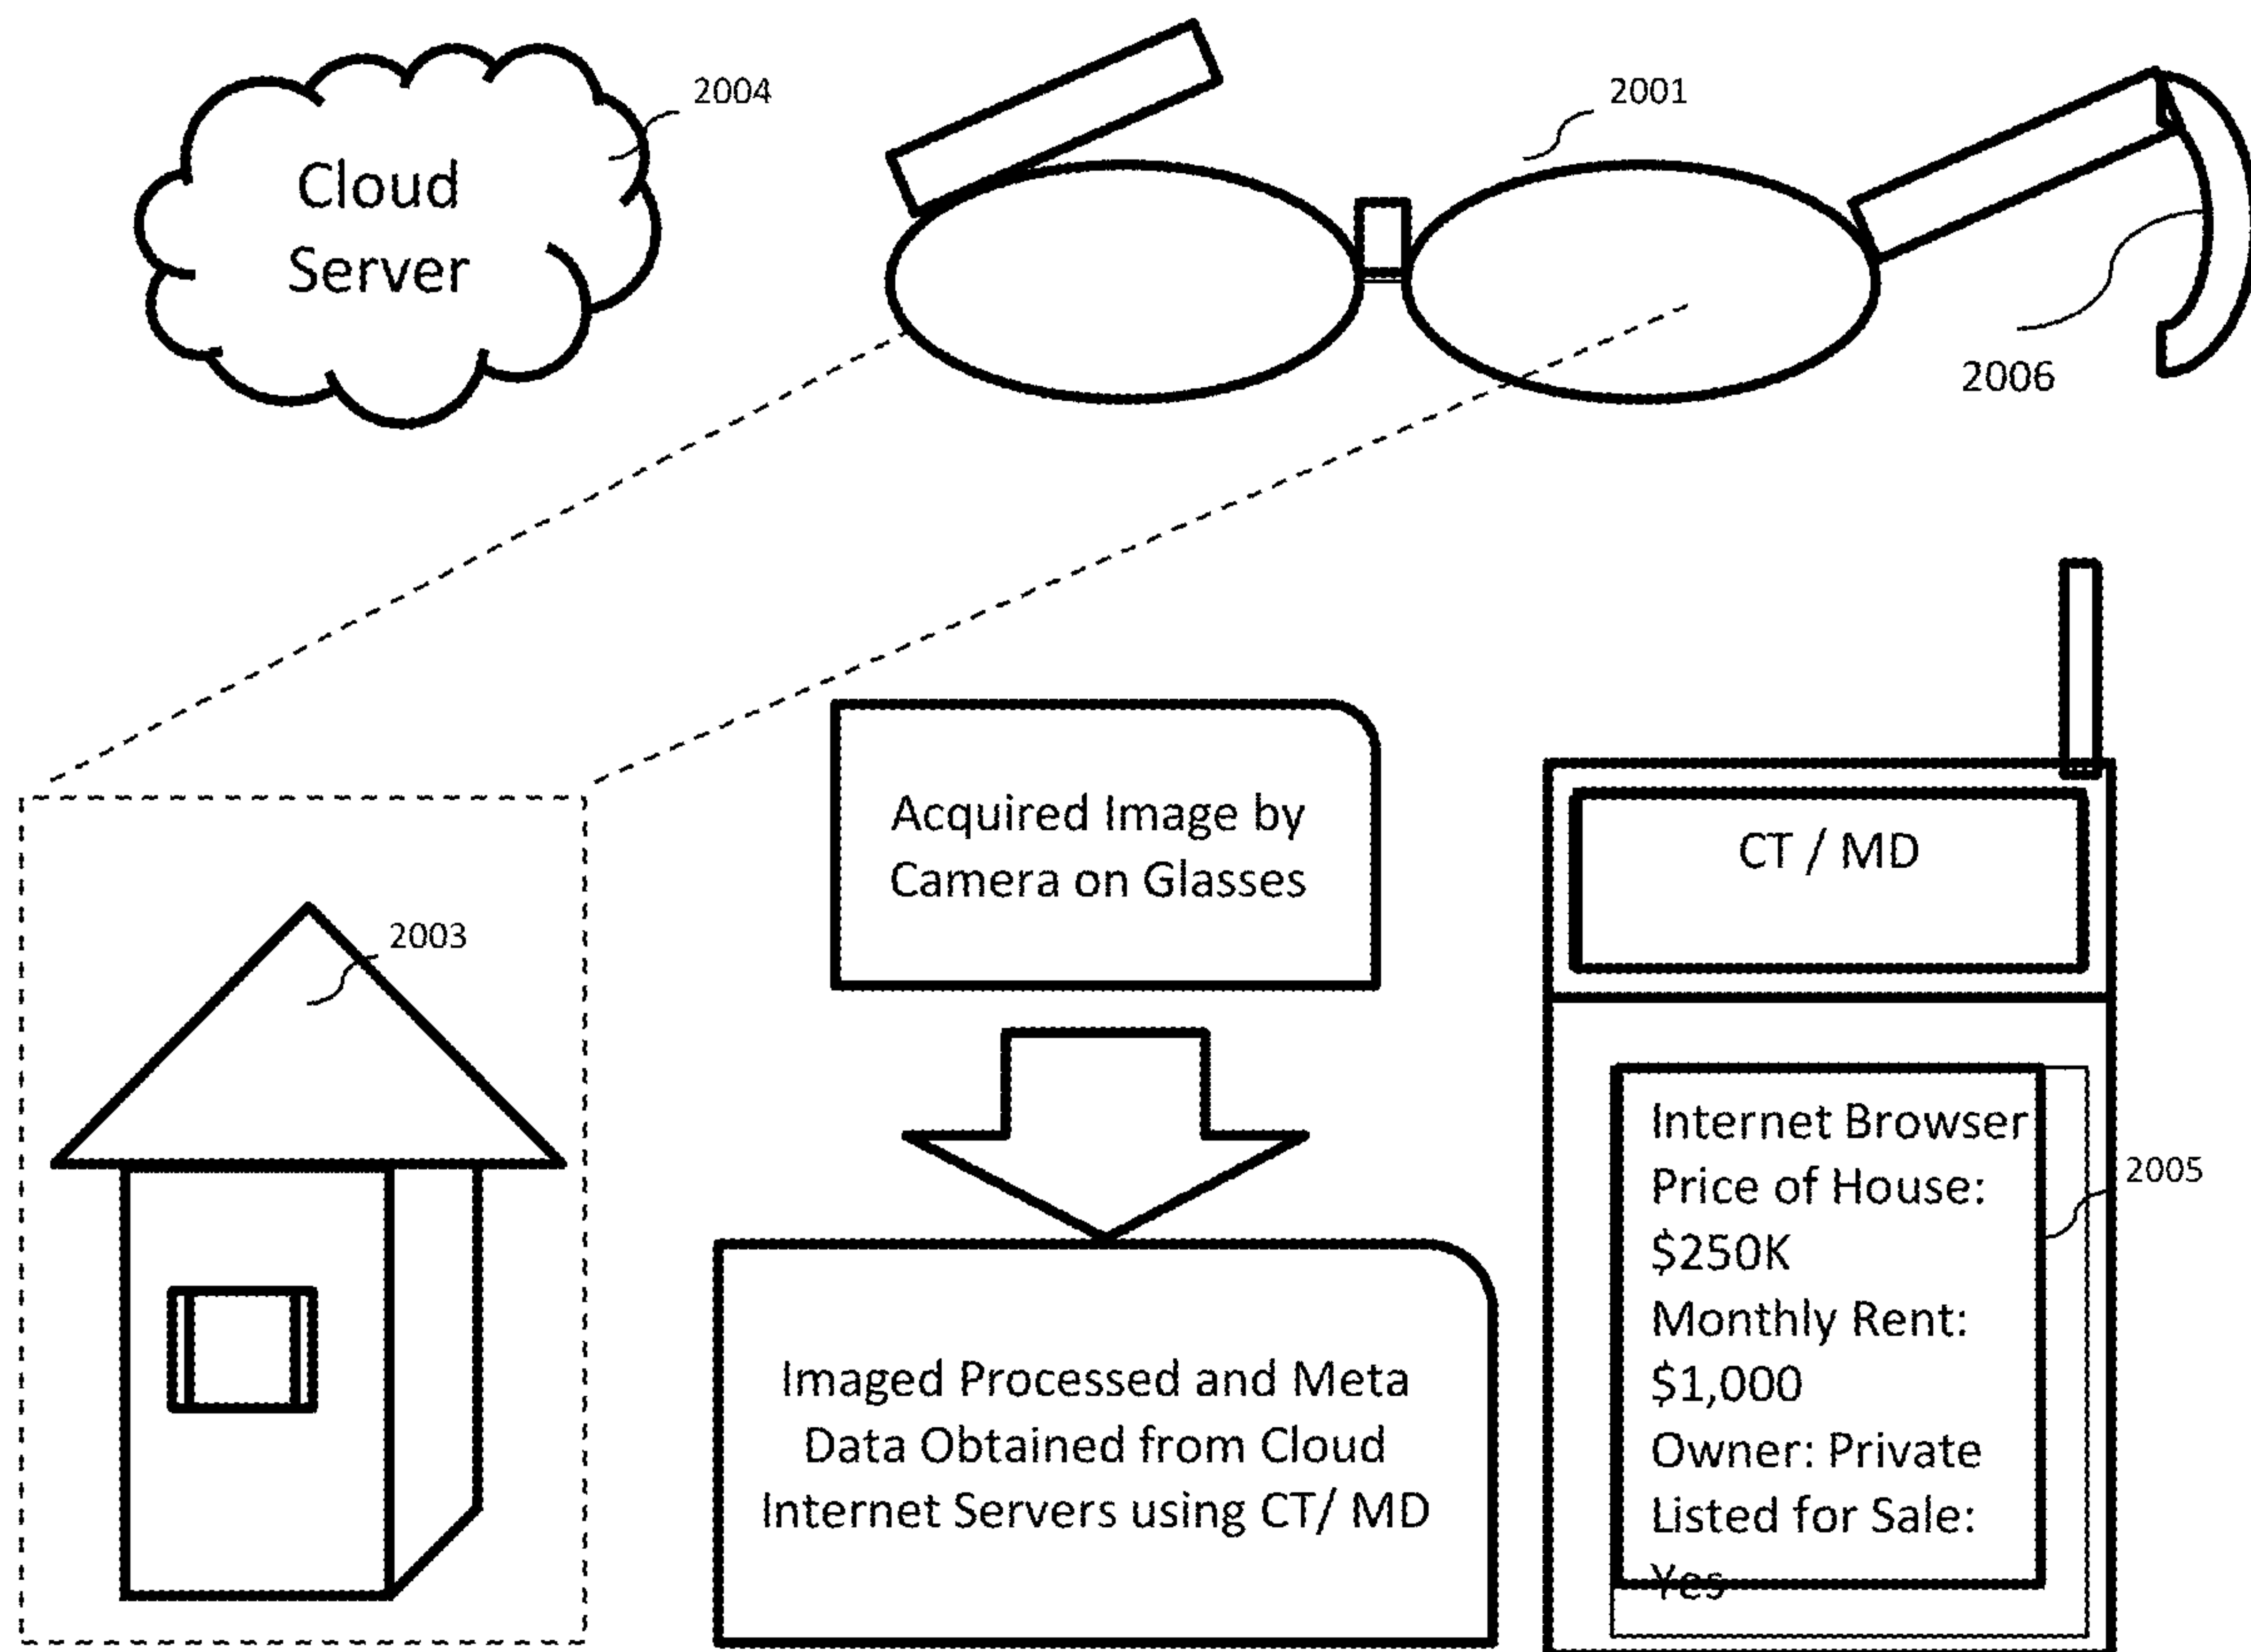 2004
2001
Cloud
Server
2006
Acquired Image by
Camera on Glasses
CT / MD
2003
Internet Browser
Price of House:
$250K
Monthly Rent:
$1,000
Owner: Private
Listed for Sale:
Yes
2005
Imaged Processed and Meta
Data Obtained from Cloud
Internet Servers using CT/ MD